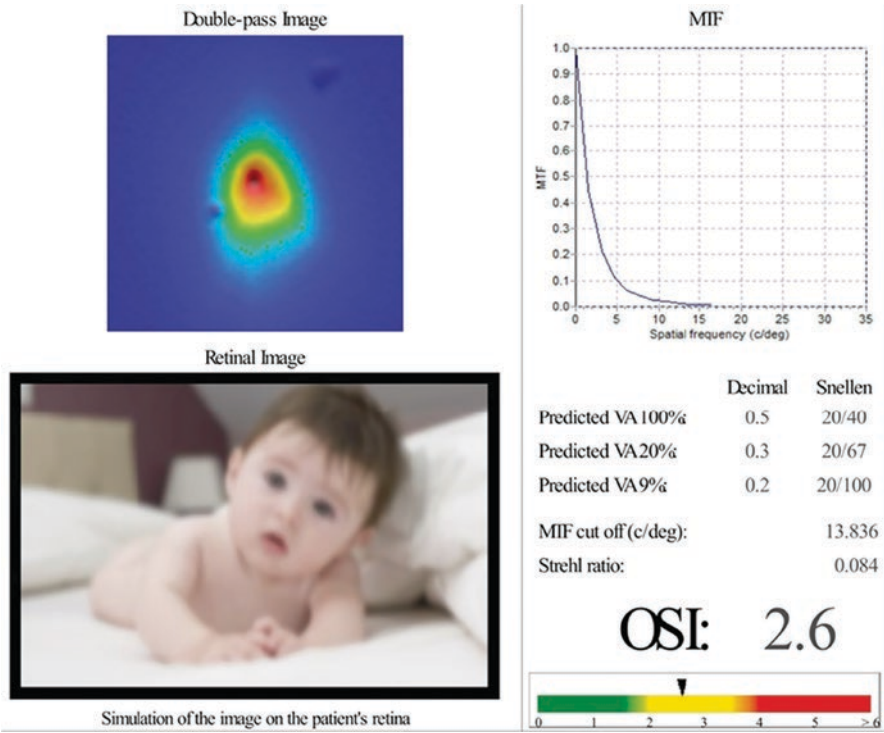 Double-pass Image
Retinal Image
Simulation of the image on the patient's retina
MTF
1.0
0.9
0.8
0.7
0.6
0.5
0.4
0.3
0.2
0.1
0.0
MTF
0 5 10 15 20 25 30 35
Spatial frequency (c/deg)
Decimal Snellen
Predicted VA 100%: 0.5 20/40
Predicted VA 20%: 0.3 20/67
Predicted VA 9%: 0.2 20/100
MTF cut off (c/deg): 13.836
Strehl ratio: 0.084
OSI: 2.6
0 1 2 3 4 5 > 6